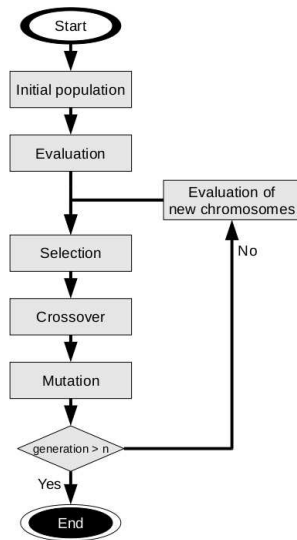 Start
Initial population
Evaluation
Evaluation of
new chromosomes
Selection
No
Crossover
Mutation
generation > n
Yes
End